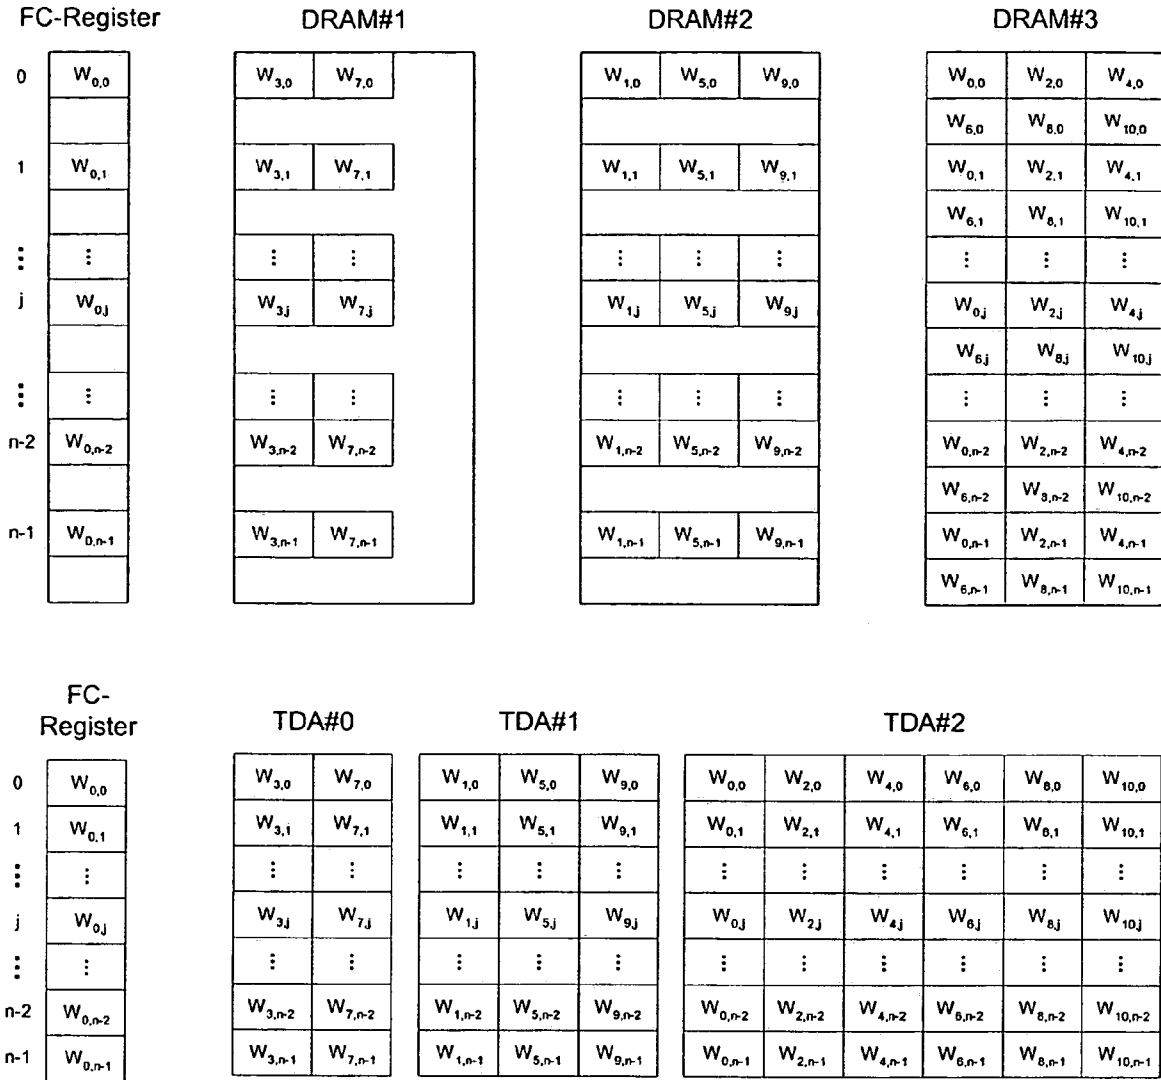 FC-Register DRAM#1 DRAM#2 DRAM#3
0 W0,0 W3,0 W7,0 W1,0 W5,0 W9,0 W0,0 W2,0 W4,0
W6,0 W8,0 W10,0
1 W0,1 W3,1 W7,1 W1,1 W5,1 W9,1 W0,1 W2,1 W4,1
W6,1 W8,1 W10,1
⋮ ⋮ ⋮ ⋮ ⋮ ⋮ ⋮ ⋮ ⋮ ⋮
j W0,j W3,j W7,j W1,j W5,j W9,j W0,j W2,j W4,j
W6,j W8,j W10,j
⋮ ⋮ ⋮ ⋮ ⋮ ⋮ ⋮ ⋮ ⋮ ⋮
n-2 W0,n-2 W3,n-2 W7,n-2 W1,n-2 W5,n-2 W9,n-2 W0,n-2 W2,n-2 W4,n-2
W6,n-2 W8,n-2 W10,n-2
n-1 W0,n-1 W3,n-1 W7,n-1 W1,n-1 W5,n-1 W9,n-1 W0,n-1 W2,n-1 W4,n-1
W6,n-1 W8,n-1 W10,n-1
FC-
Register TDA#0 TDA#1 TDA#2
0 W0,0 W3,0 W7,0 W1,0 W5,0 W9,0 W0,0 W2,0 W4,0 W6,0 W8,0 W10,0
1 W0,1 W3,1 W7,1 W1,1 W5,1 W9,1 W0,1 W2,1 W4,1 W6,1 W8,1 W10,1
⋮ ⋮ ⋮ ⋮ ⋮ ⋮ ⋮ ⋮ ⋮ ⋮ ⋮ ⋮ ⋮
j W0,j W3,j W7,j W1,j W5,j W9,j W0,j W2,j W4,j W6,j W8,j W10,j
⋮ ⋮ ⋮ ⋮ ⋮ ⋮ ⋮ ⋮ ⋮ ⋮ ⋮ ⋮ ⋮
n-2 W0,n-2 W3,n-2 W7,n-2 W1,n-2 W5,n-2 W9,n-2 W0,n-2 W2,n-2 W4,n-2 W6,n-2 W8,n-2 W10,n-2
n-1 W0,n-1 W3,n-1 W7,n-1 W1,n-1 W5,n-1 W9,n-1 W0,n-1 W2,n-1 W4,n-1 W6,n-1 W8,n-1 W10,n-1